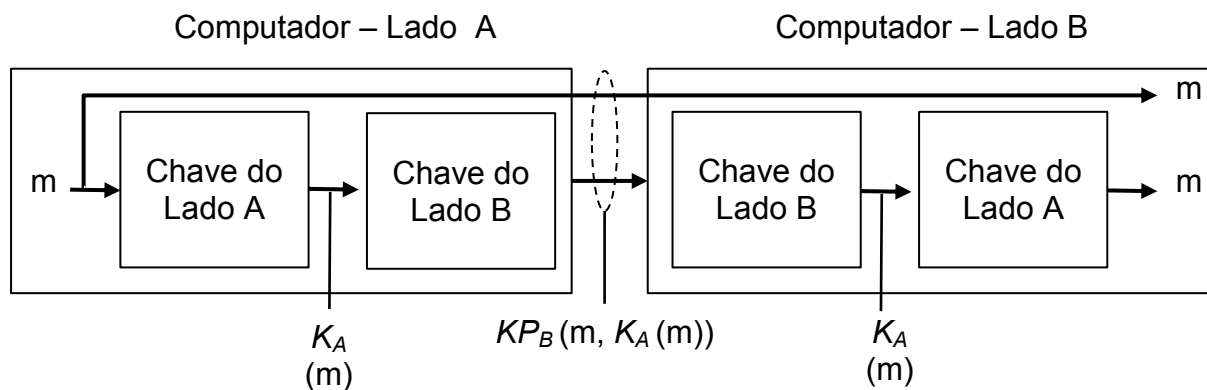 Computador – Lado A
Computador – Lado B
m
m
Chave do
Lado A
Chave do
Lado B
Chave do
Lado B
Chave do
Lado A
m
m
K_A
(m)
KP_B (m, K_A (m))
K_A
(m)